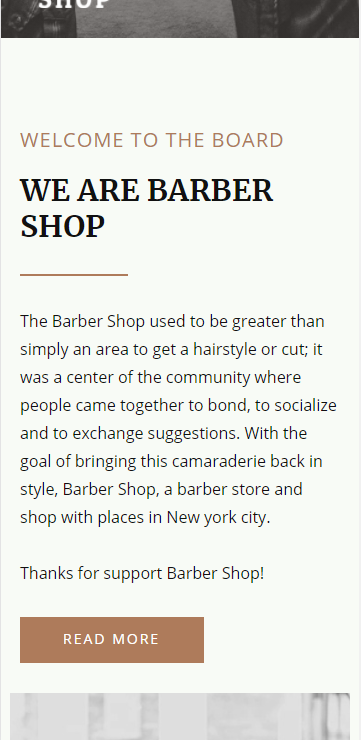 SHOP
WELCOME TO THE BOARD
WE ARE BARBER
SHOP
The Barber Shop used to be greater than
simply an area to get a hairstyle or cut; it
was a center of the community where
people came together to bond, to socialize
and to exchange suggestions. With the
goal of bringing this camaraderie back in
style, Barber Shop, a barber store and
shop with places in New york city.
Thanks for support Barber Shop!
READ MORE